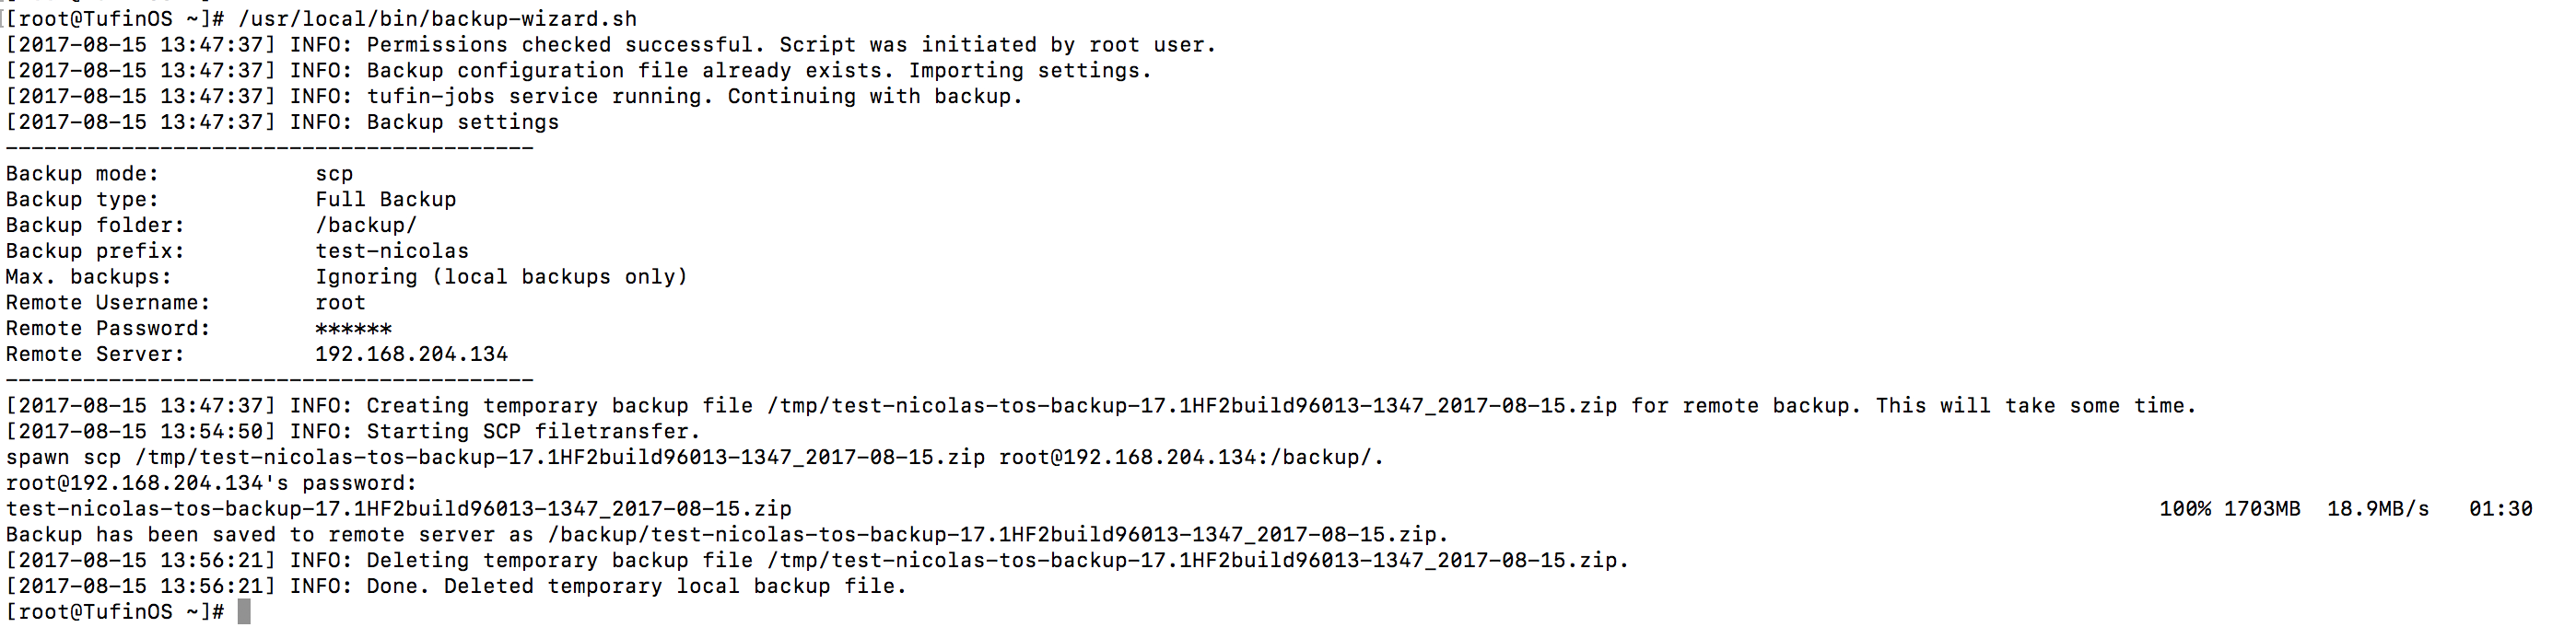 [[root@TufinOS ~]# /usr/local/bin/backup-wizard.sh
[2017-08-15 13:47:37] INFO: Permissions checked successful. Script was initiated by root user.
[2017-08-15 13:47:37] INFO: Backup configuration file already exists. Importing settings.
[2017-08-15 13:47:37] INFO: tufin-jobs service running. Continuing with backup.
[2017-08-15 13:47:37] INFO: Backup settings
-----------------------------------------
Backup mode: scp
Backup type: Full Backup
Backup folder: /backup/
Backup prefix: test-nicolas
Max. backups: Ignoring (local backups only)
Remote Username: root
Remote Password: ******
Remote Server: 192.168.204.134
-----------------------------------------
[2017-08-15 13:47:37] INFO: Creating temporary backup file /tmp/test-nicolas-tos-backup-17.1HF2build96013-1347_2017-08-15.zip for remote backup. This will take some time.
[2017-08-15 13:54:50] INFO: Starting SCP filetransfer.
spawn scp /tmp/test-nicolas-tos-backup-17.1HF2build96013-1347_2017-08-15.zip root@192.168.204.134:/backup/.
root@192.168.204.134's password:
test-nicolas-tos-backup-17.1HF2build96013-1347_2017-08-15.zip 100% 1703MB 18.9MB/s 01:30
Backup has been saved to remote server as /backup/test-nicolas-tos-backup-17.1HF2build96013-1347_2017-08-15.zip.
[2017-08-15 13:56:21] INFO: Deleting temporary backup file /tmp/test-nicolas-tos-backup-17.1HF2build96013-1347_2017-08-15.zip.
[2017-08-15 13:56:21] INFO: Done. Deleted temporary local backup file.
[root@TufinOS ~]#